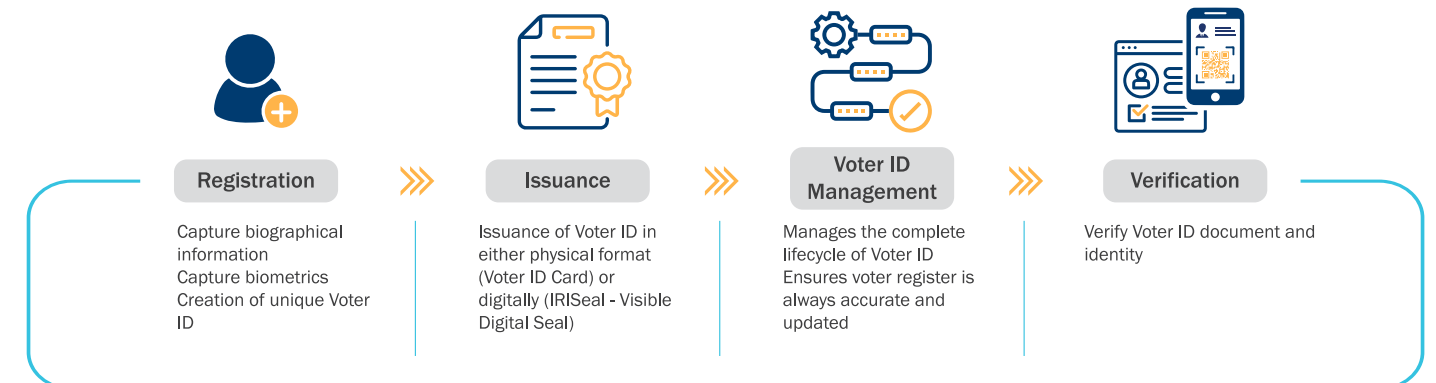 Registration
Capture biographical
information
Capture biometrics
Creation of unique Voter
ID
Issuance
Issuance of Voter ID in
either physical format
(Voter ID Card) or
digitally (IRISeal - Visible
Digital Seal)
Voter ID
Management
Manages the complete
lifecycle of Voter ID
Ensures voter register is
always accurate and
updated
Verification
Verify Voter ID document and
identity